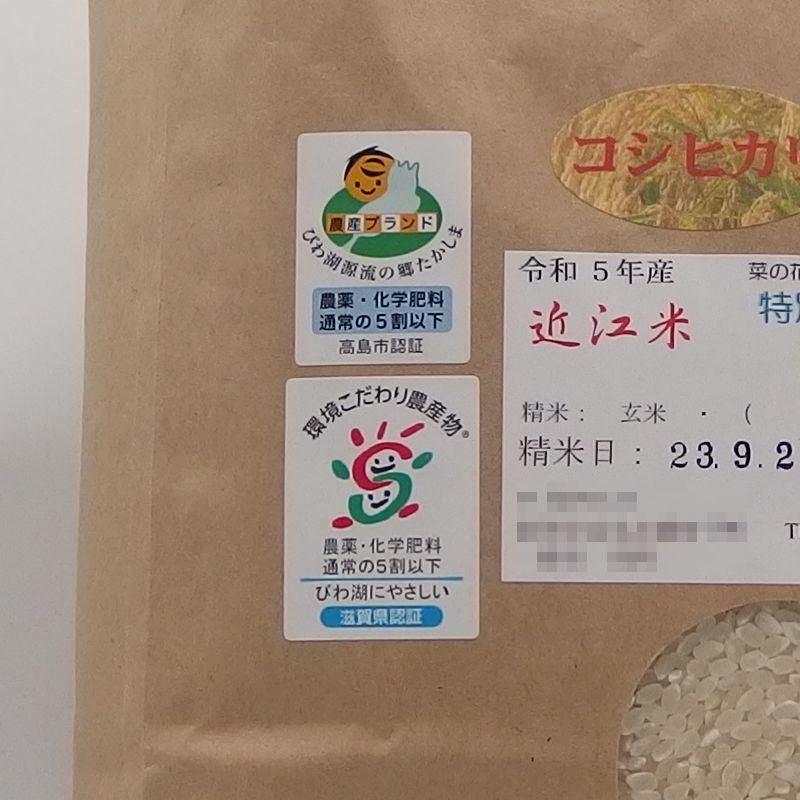 コシヒカリ
農産ブランド
びわ湖源流の郷たかしま
農薬・化学肥料
通常の5割以下
高島市認証
令和 5年産
菜の花
特別
近江米
精米: 玄米 ・ (
精米日: 23.9.2
環境こだわり農産物®
農薬・化学肥料
通常の5割以下
びわ湖にやさしい
滋賀県認証